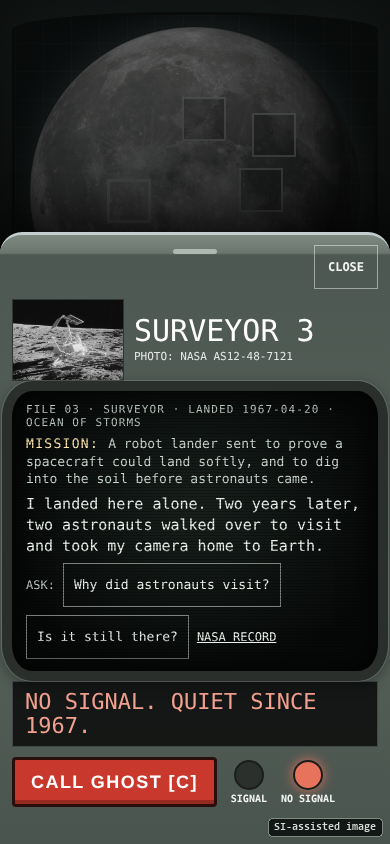 CLOSE
SURVEYOR 3
PHOTO: NASA AS12-48-7121
FILE 03 · SURVEYOR · LANDED 1967-04-20 ·
OCEAN OF STORMS
MISSION: A robot lander sent to prove a
spacecraft could land softly, and to dig
into the soil before astronauts came.
I landed here alone. Two years later,
two astronauts walked over to visit
and took my camera home to Earth.
ASK: Why did astronauts visit?
Is it still there? NASA RECORD
NO SIGNAL. QUIET SINCE
1967.
CALL GHOST [C]
SIGNAL NO SIGNAL
SI-assisted image